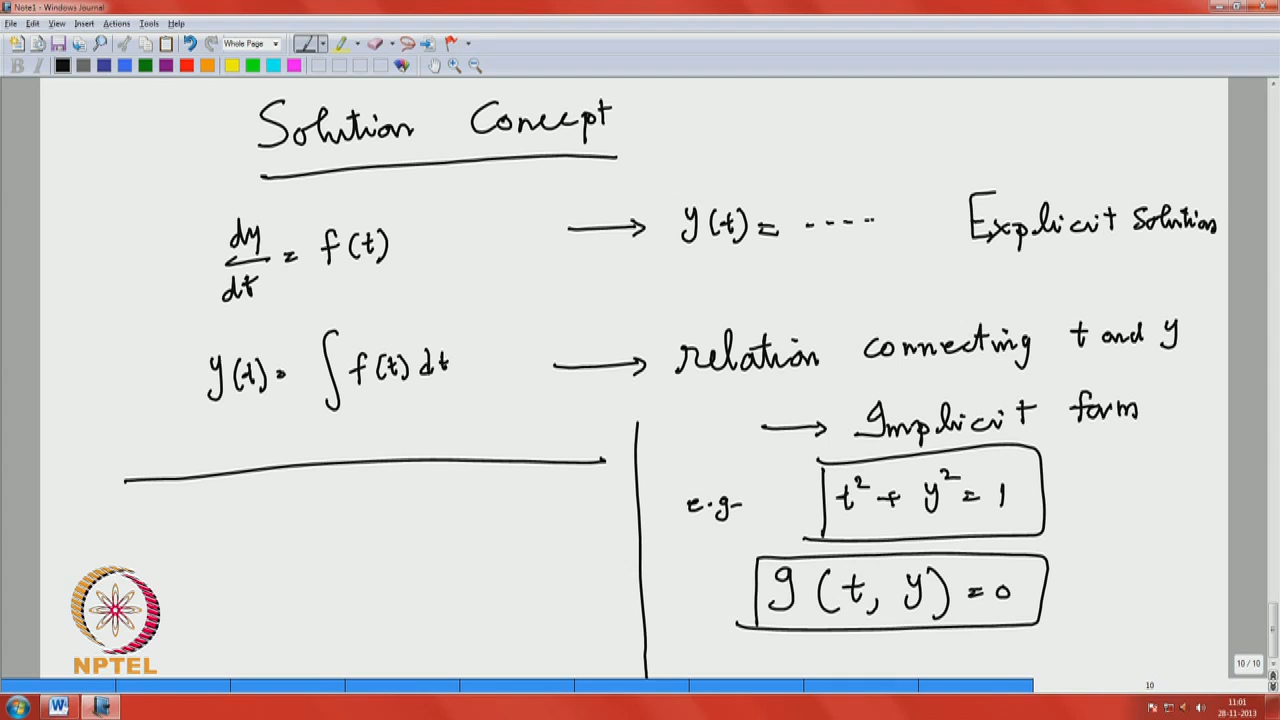 Note1 - Windows Journal
File Edit View Insert Actions Tools Help
Whole Page
B I
Solution Concept
dy/dt = f(t) → y(t) = ----- Explicit solution
y(t) = ∫ f(t) dt → relation connecting t and y
→ Implicit form
e.g- t² + y² = 1
g (t, y) = 0
NPTEL
10 / 10
10
W
11:01
28-11-2013